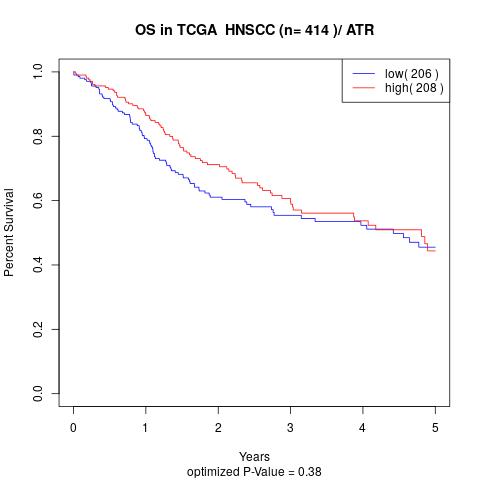 OS in TCGA  HNSCC (n= 414 )/ ATR
low( 206 )
high( 208 )
Percent Survival
1.0
0.8
0.6
0.4
0.2
0.0
0 1 2 3 4 5
Years
optimized P-Value = 0.38